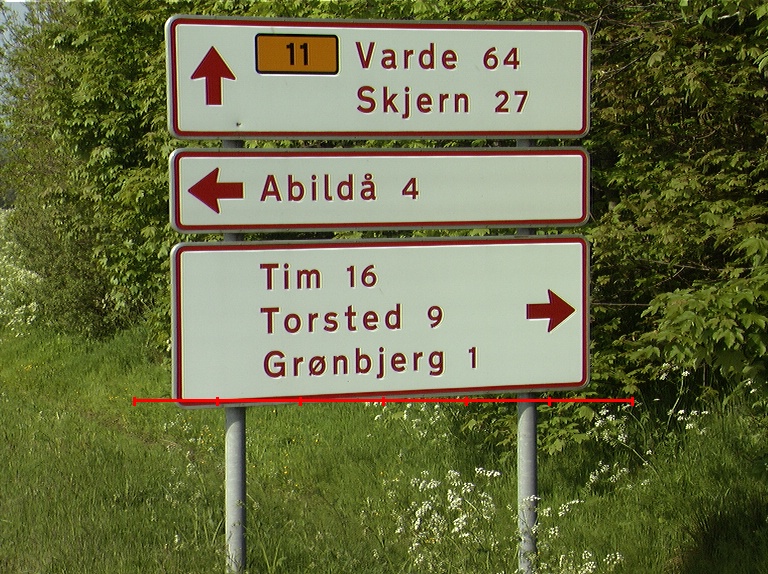 11 Varde 64
Skjern 27
Abildå 4
Tim 16
Torsted 9
Grønbjerg 1